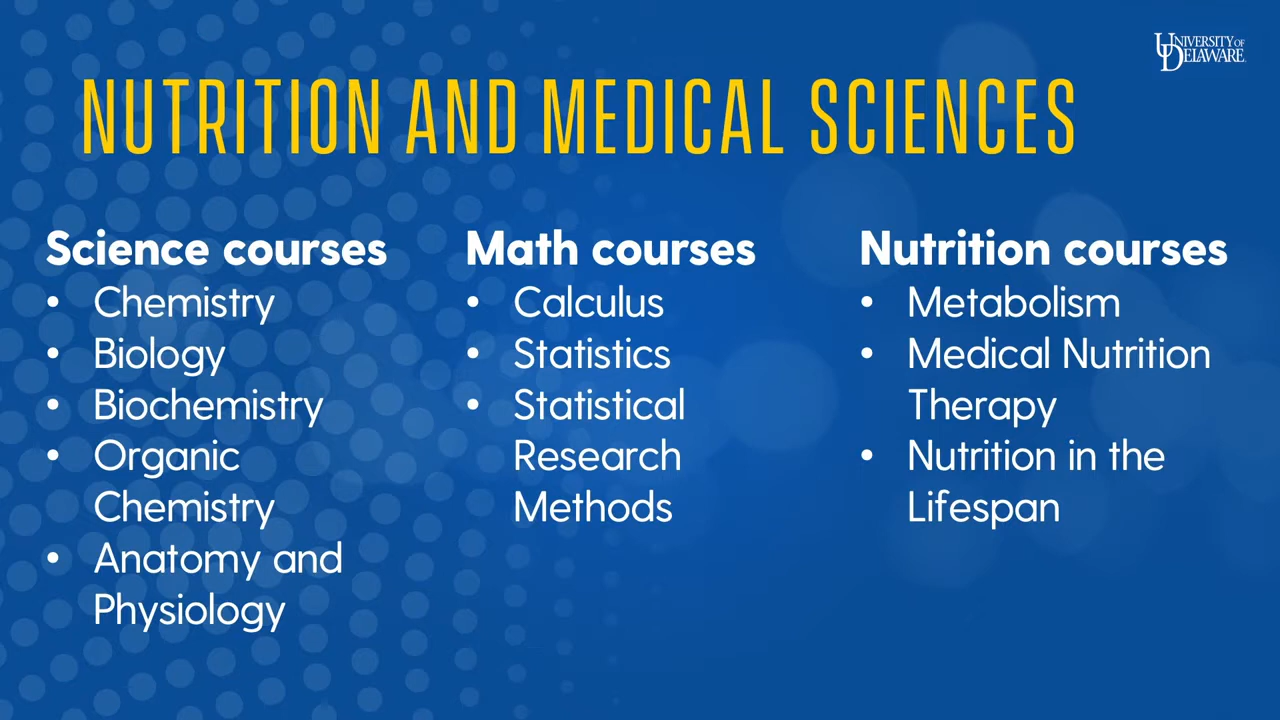 UNIVERSITY OF
DELAWARE
NUTRITION AND MEDICAL SCIENCES
Science courses
• Chemistry
• Biology
• Biochemistry
• Organic
Chemistry
• Anatomy and
Physiology
Math courses
• Calculus
• Statistics
• Statistical
Research
Methods
Nutrition courses
• Metabolism
• Medical Nutrition
Therapy
• Nutrition in the
Lifespan